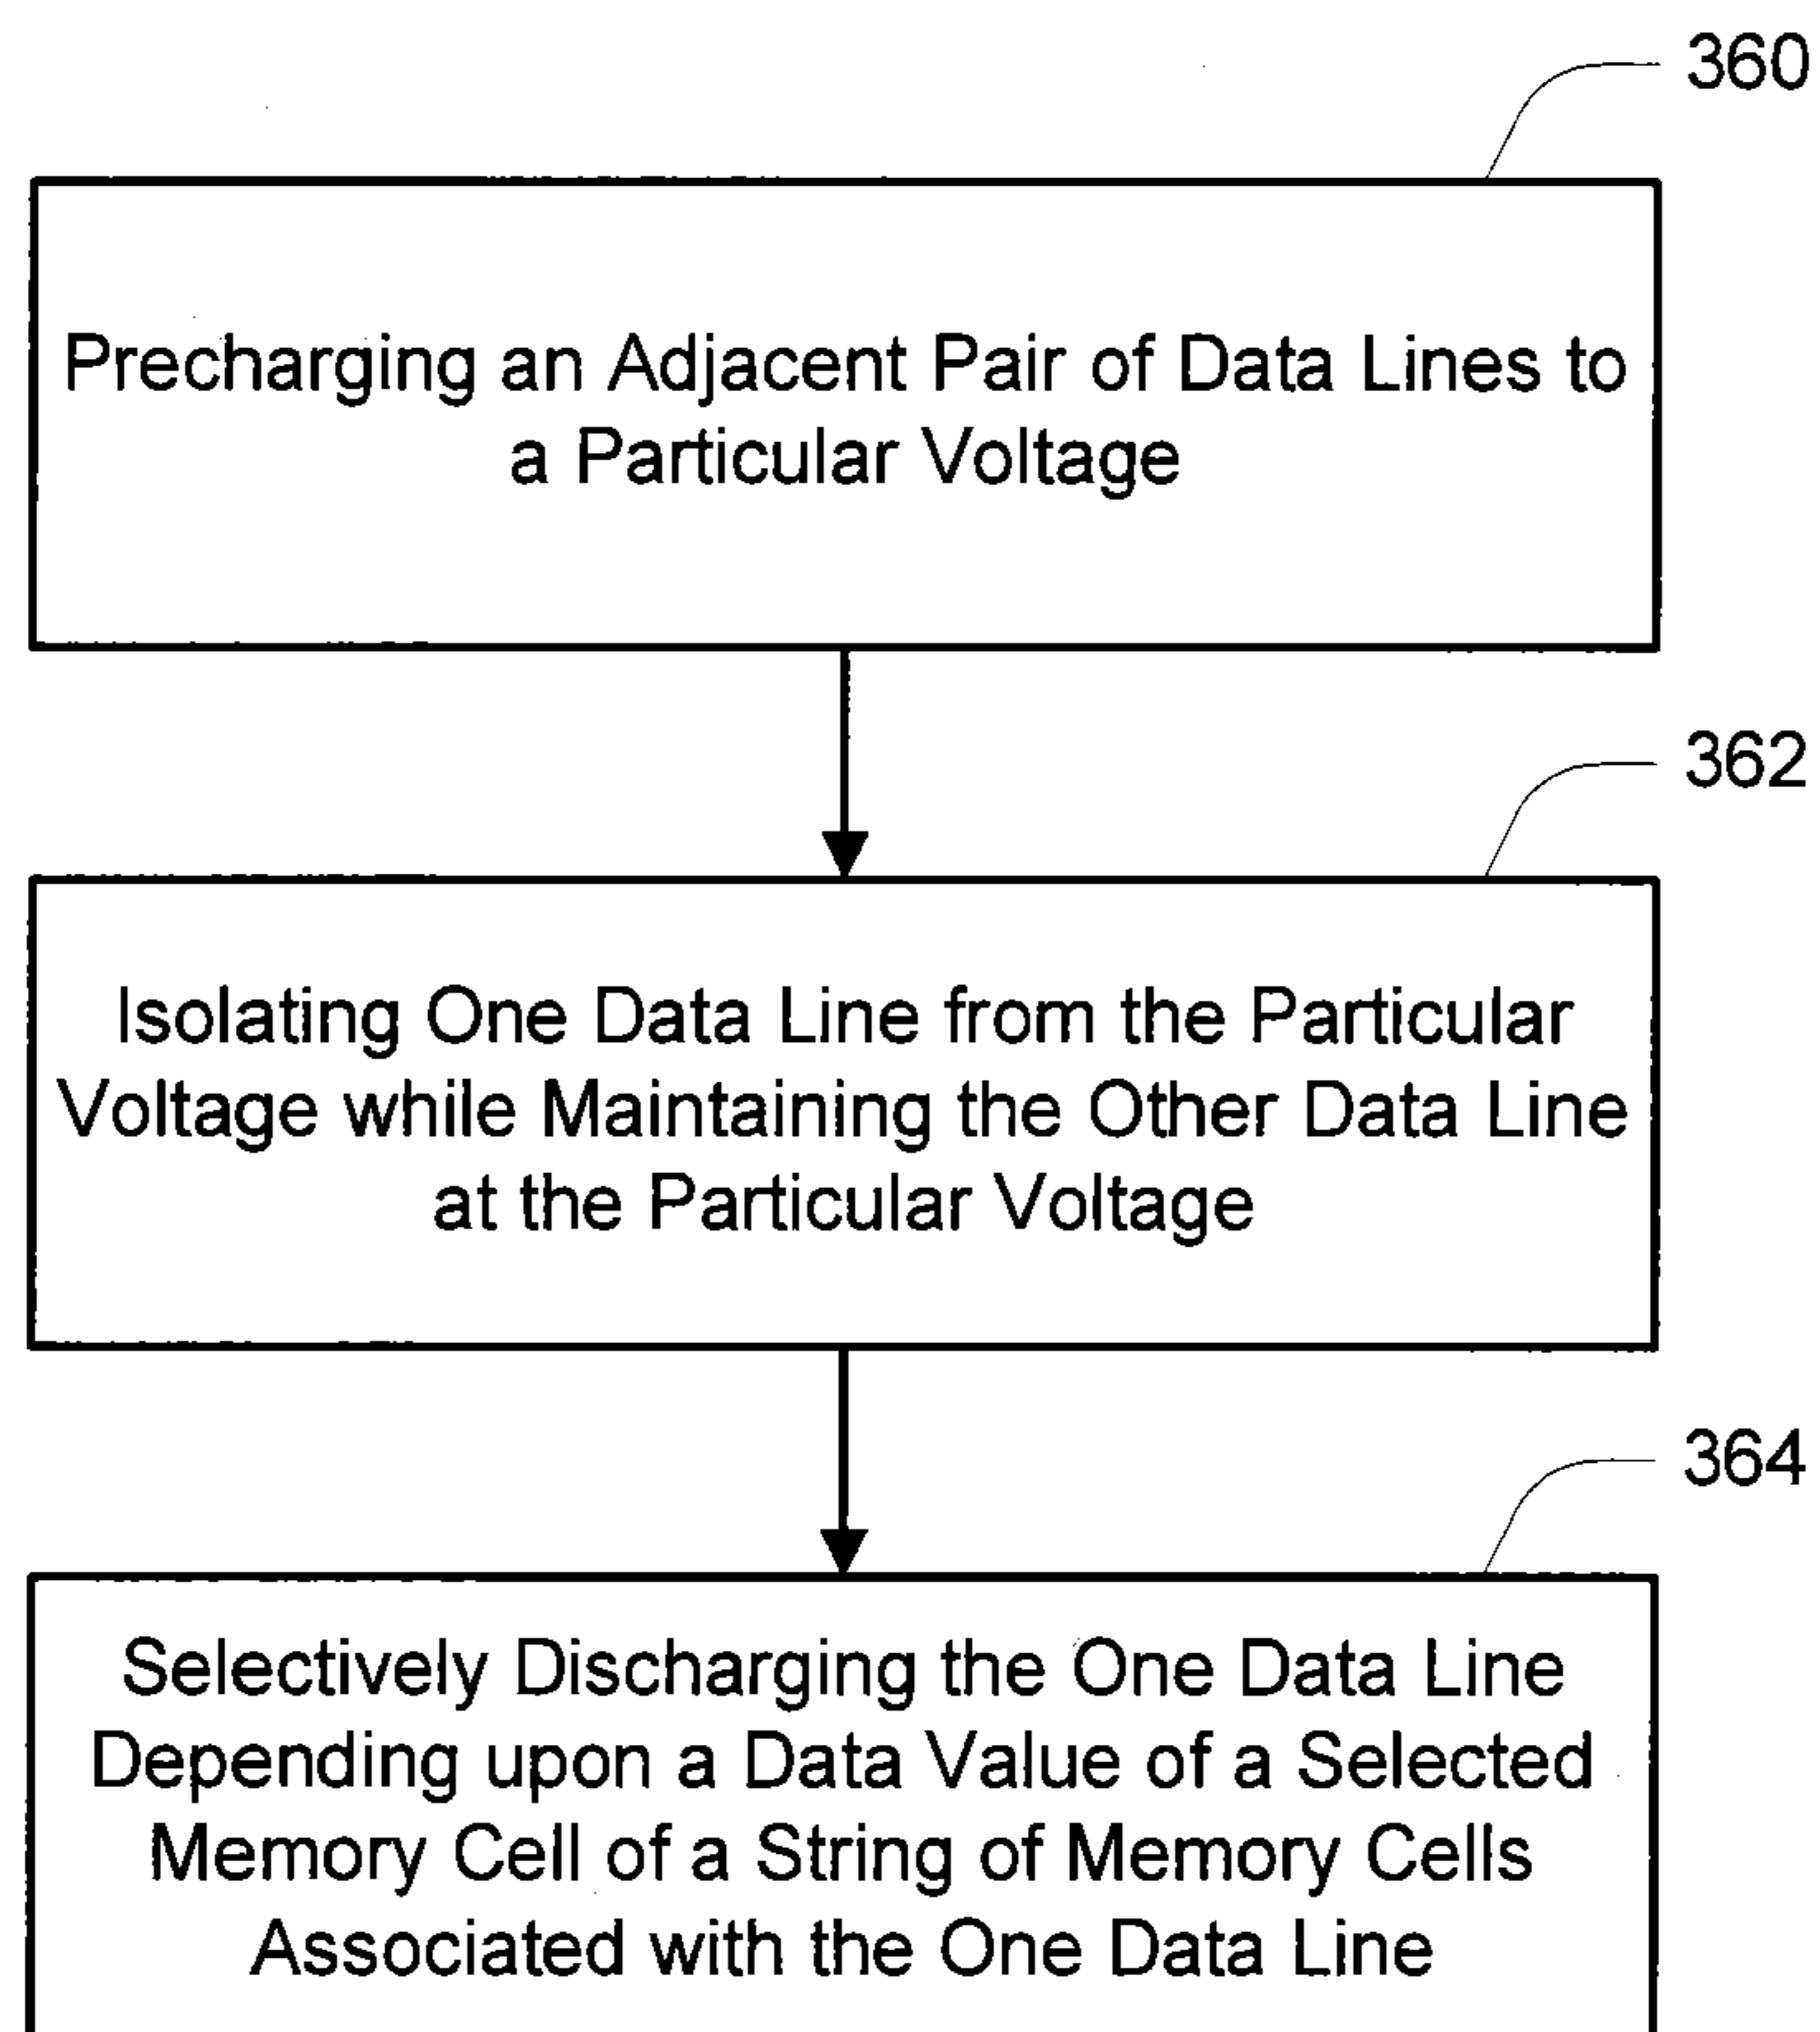 360
Precharging an Adjacent Pair of Data Lines to
a Particular Voltage
362
Isolating One Data Line from the Particular
Voltage while Maintaining the Other Data Line
at the Particular Voltage
364
Selectively Discharging the One Data Line
Depending upon a Data Value of a Selected
Memory Cell of a String of Memory Cells
Associated with the One Data Line